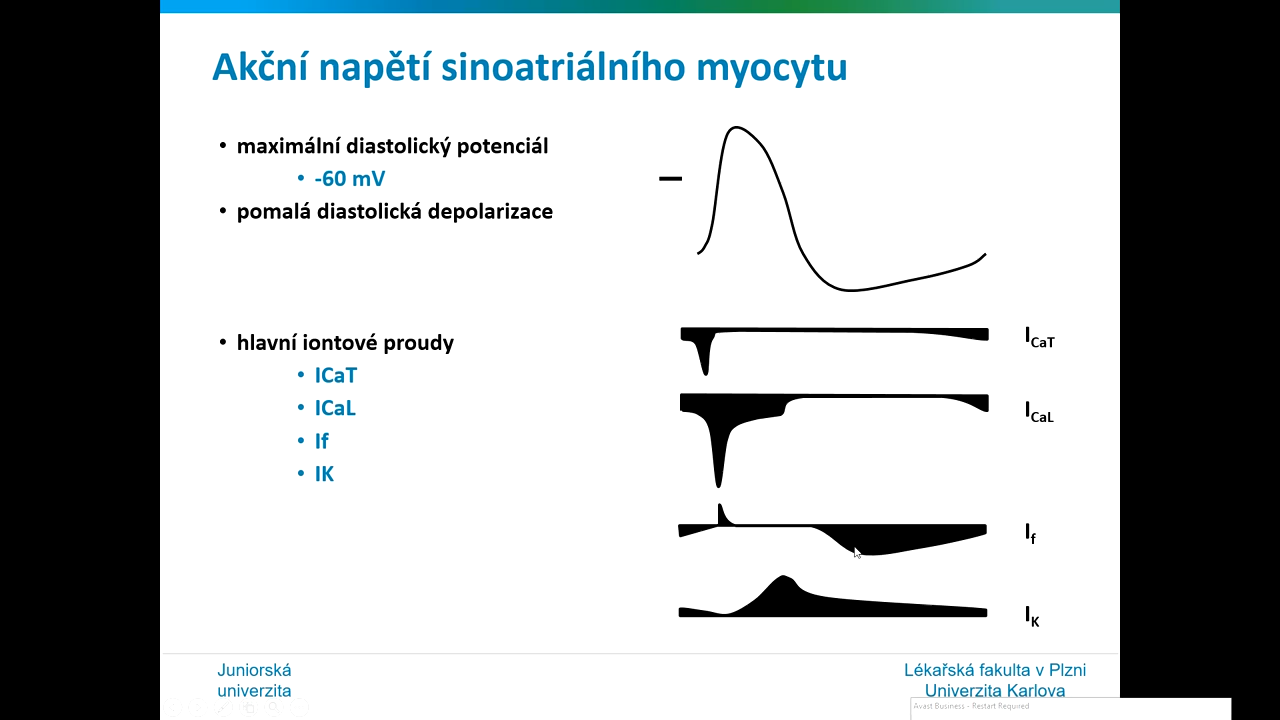 Akční napětí sinoatriálního myocytu
• maximální diastolický potenciál
• -60 mV
• pomalá diastolická depolarizace
• hlavní iontové proudy
• ICaT
• ICaL
• If
• IK
ICaT
ICaL
If
IK
Juniorská
univerzita
Lékařská fakulta v Plzni
Univerzita Karlova
Avast Business - Restart Required